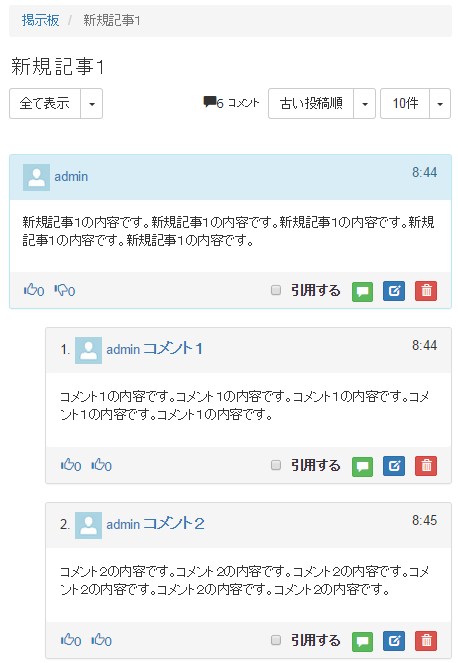 掲示板 / 新規記事1
新規記事１
全て表示 6 コメント 古い投稿順 10件
admin 8:44
新規記事１の内容です。新規記事１の内容です。新規記事１の内容です。新規
記事１の内容です。新規記事１の内容です。
0 0 引用する
1. admin コメント１ 8:44
コメント１の内容です。コメント１の内容です。コメント１の内容です。コメ
ント１の内容です。コメント１の内容です。
0 0 引用する
2. admin コメント２ 8:45
コメント２の内容です。コメント２の内容です。コメント２の内容です。コメ
ント２の内容です。コメント２の内容です。コメント２の内容です。
0 0 引用する